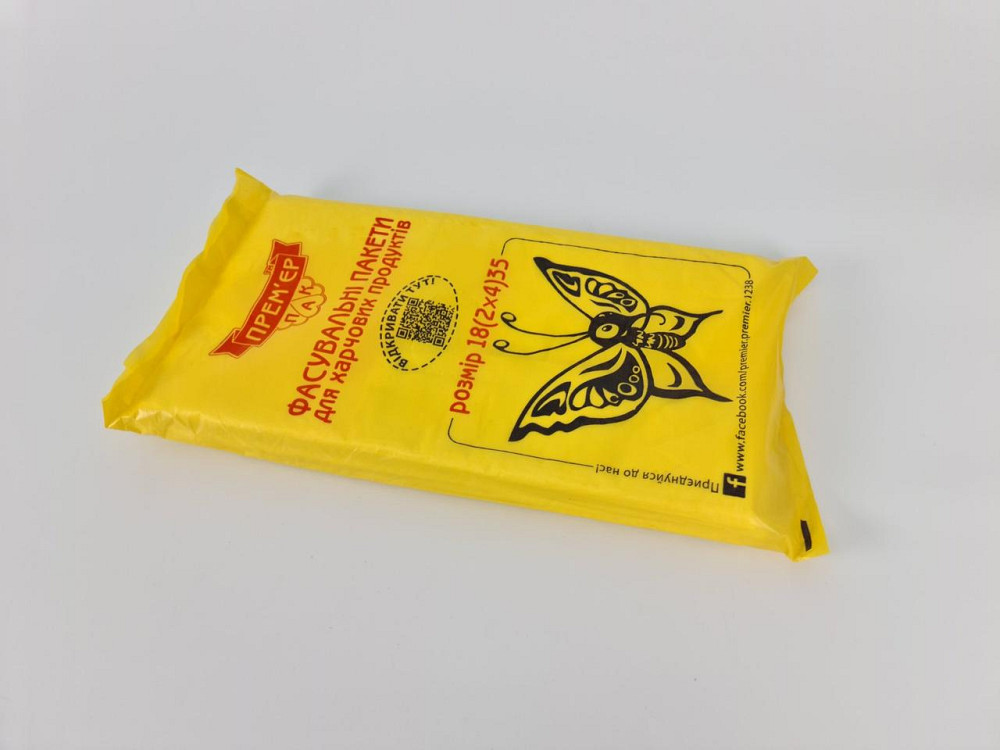 ПРЕМ'ЄР
ПАК
ФАСУВАЛЬНІ ПАКЕТИ
для харчових продуктів
ВІДКРИВАТИ ТУТ!
розмір 18(2x4)35
Приєднуйся до нас!
www.facebook.com/premier.premier.1238